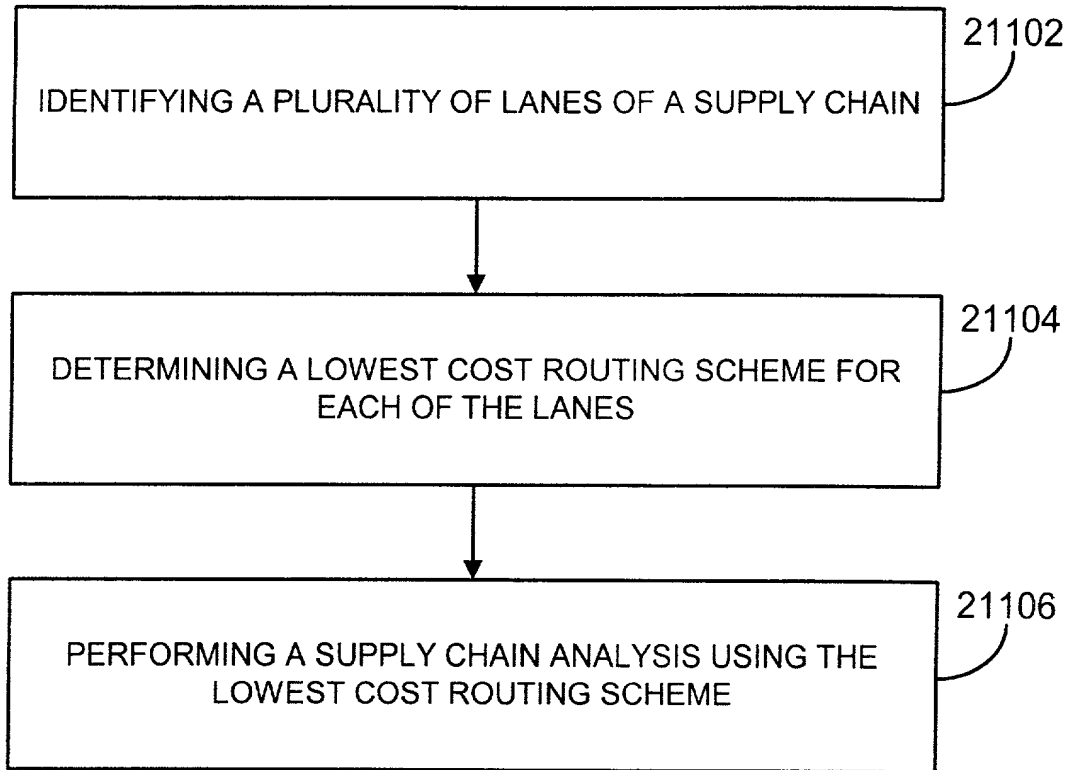 21102
IDENTIFYING A PLURALITY OF LANES OF A SUPPLY CHAIN
21104
DETERMINING A LOWEST COST ROUTING SCHEME FOR
EACH OF THE LANES
21106
PERFORMING A SUPPLY CHAIN ANALYSIS USING THE
LOWEST COST ROUTING SCHEME